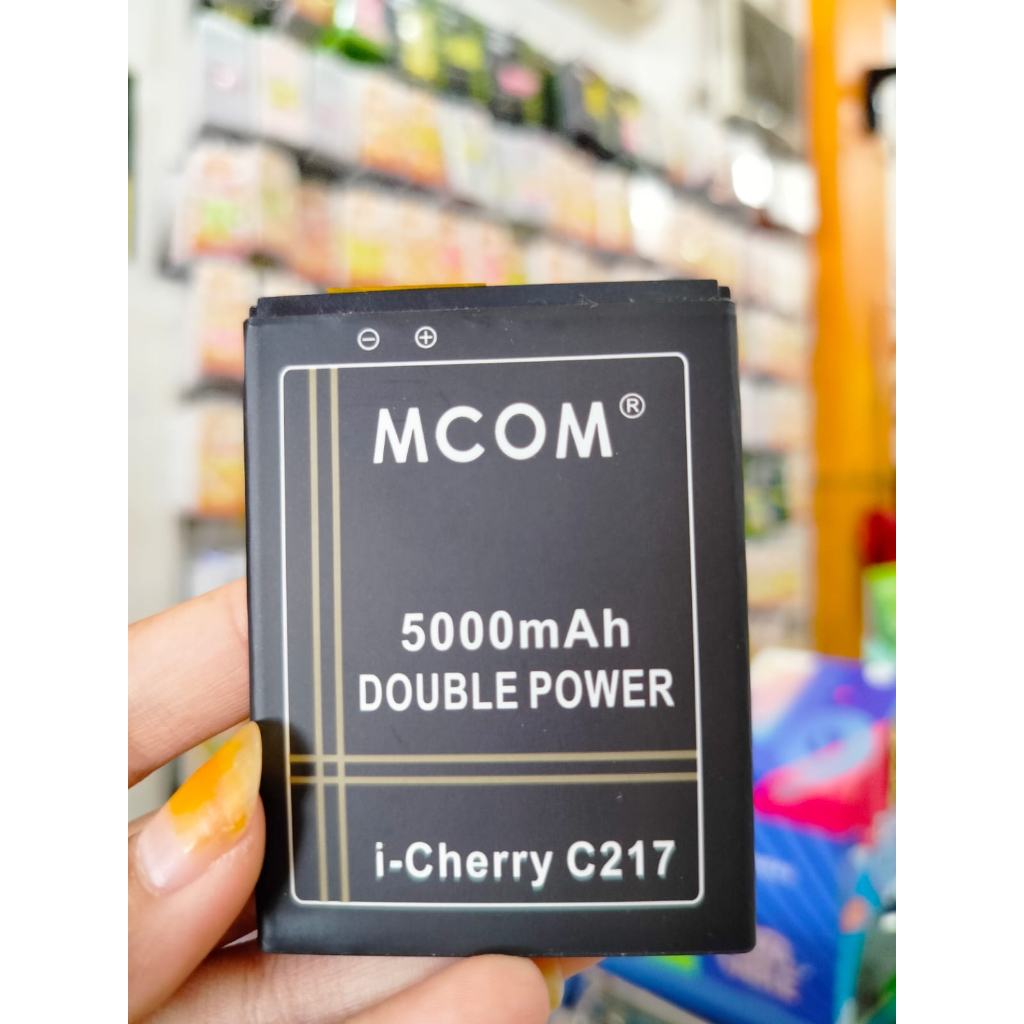 ⊖ ⊕
MCOM®
5000mAh
DOUBLE POWER
i-Cherry C217